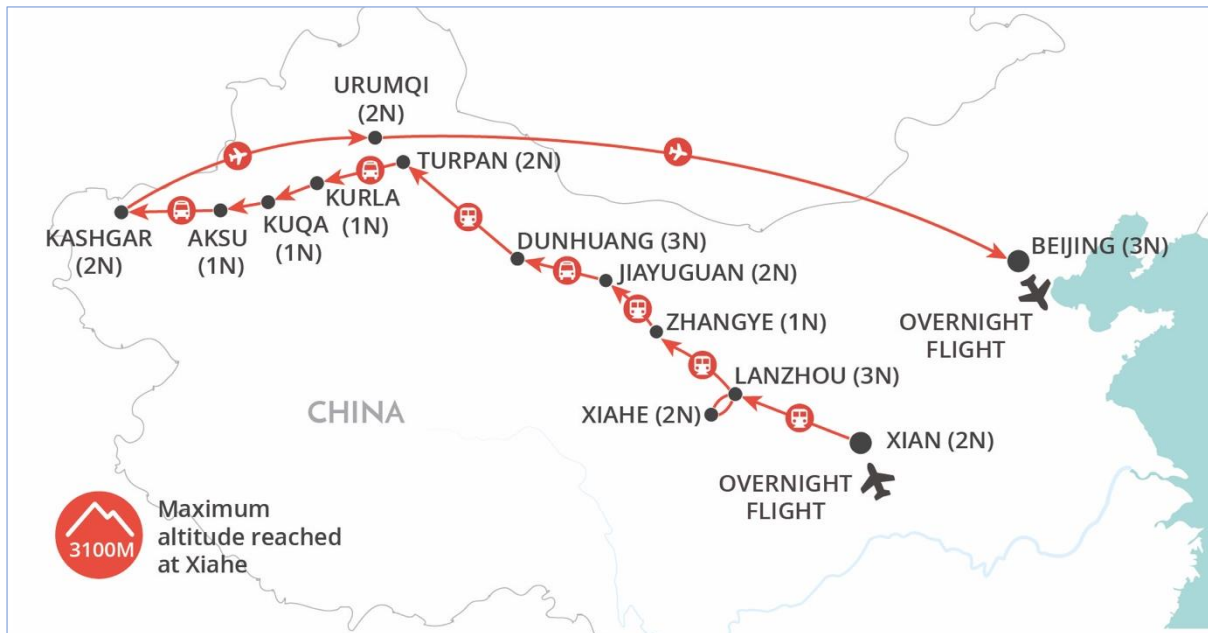 URUMQI
(2N)
TURPAN (2N)
KURLA
(1N)
KUQA
(1N)
AKSU
(1N)
KASHGAR
(2N)
DUNHUANG (3N)
JIAYUGUAN (2N)
ZHANGYE (1N)
LANZHOU (3N)
XIAHE (2N)
XIAN (2N)
OVERNIGHT
FLIGHT
BEIJING (3N)
OVERNIGHT
FLIGHT
CHINA
3100M
Maximum
altitude reached
at Xiahe